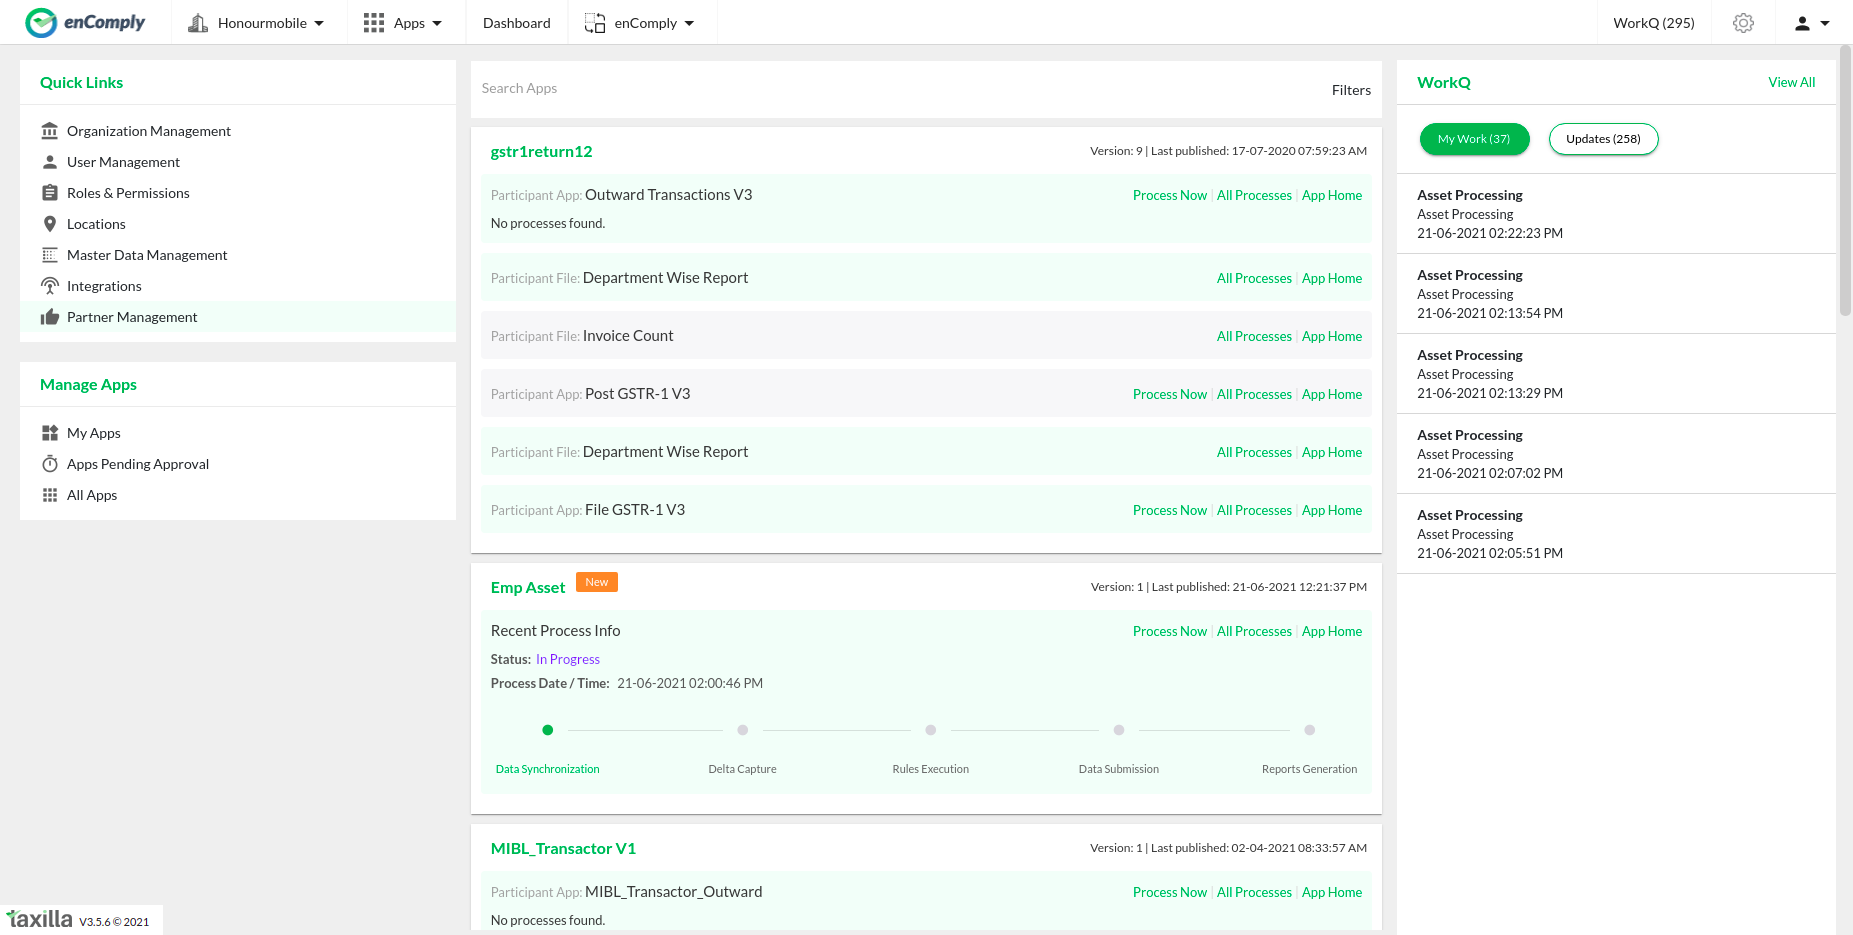 enComply
Honourmobile
Apps
Dashboard
enComply
WorkQ (295)
Quick Links
Organization Management
User Management
Roles & Permissions
Locations
Master Data Management
Integrations
Partner Management
Manage Apps
My Apps
Apps Pending Approval
All Apps
Search Apps
Filters
gstr1return12
Version: 9 | Last published: 17-07-2020 07:59:23 AM
Participant App: Outward Transactions V3
Process Now | All Processes | App Home
No processes found.
Participant File: Department Wise Report
All Processes | App Home
Participant File: Invoice Count
All Processes | App Home
Participant App: Post GSTR-1 V3
Process Now | All Processes | App Home
Participant File: Department Wise Report
All Processes | App Home
Participant App: File GSTR-1 V3
Process Now | All Processes | App Home
Emp Asset
New
Version: 1 | Last published: 21-06-2021 12:21:37 PM
Recent Process Info
Process Now | All Processes | App Home
Status: In Progress
Process Date / Time: 21-06-2021 02:00:46 PM
Data Synchronization
Delta Capture
Rules Execution
Data Submission
Reports Generation
MIBL_Transactor V1
Version: 1 | Last published: 02-04-2021 08:33:57 AM
Participant App: MIBL_Transactor_Outward
Process Now | All Processes | App Home
No processes found.
WorkQ
View All
My Work (37)
Updates (258)
Asset Processing
Asset Processing
21-06-2021 02:22:23 PM
Asset Processing
Asset Processing
21-06-2021 02:13:54 PM
Asset Processing
Asset Processing
21-06-2021 02:13:29 PM
Asset Processing
Asset Processing
21-06-2021 02:07:02 PM
Asset Processing
Asset Processing
21-06-2021 02:05:51 PM
taxilla V3.5.6 © 2021